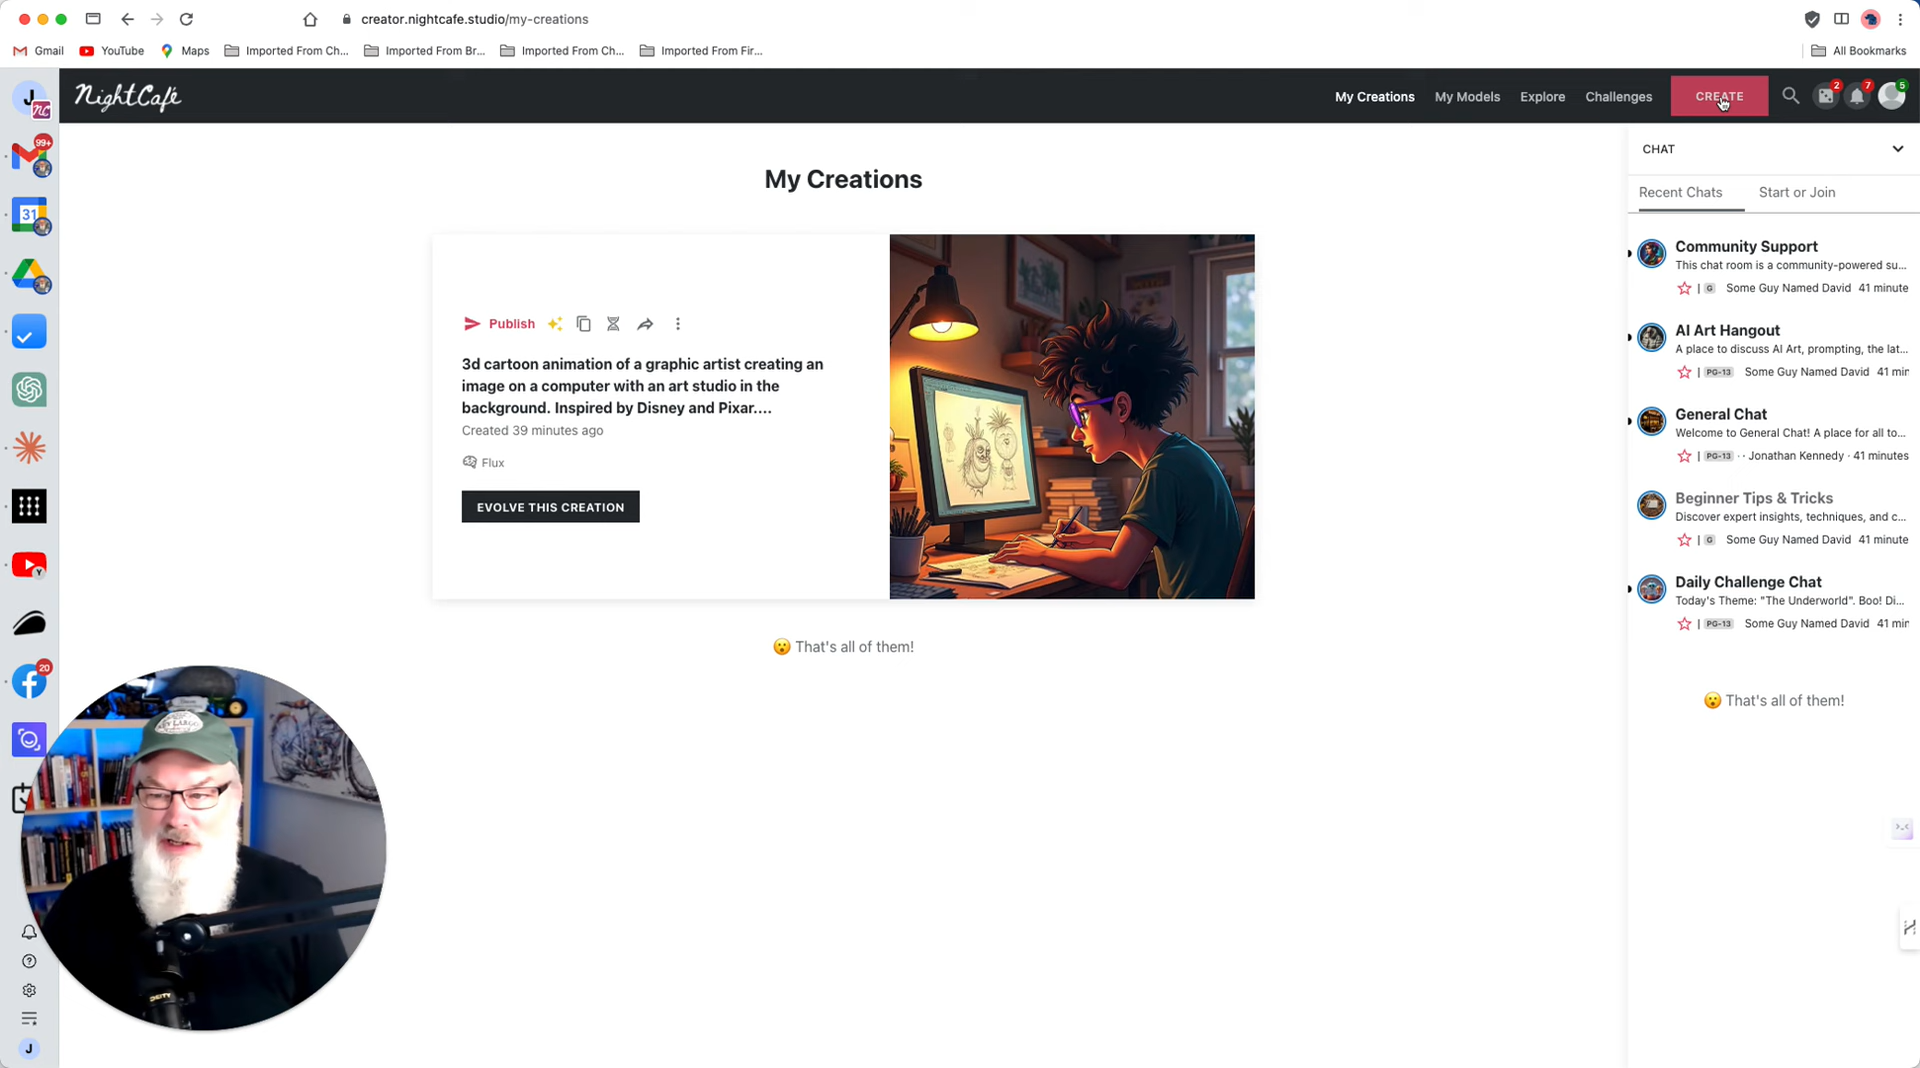 creator.nightcafe.studio/my-creations
Gmail
YouTube
Maps
Imported From Ch...
Imported From Br...
Imported From Ch...
Imported From Fir...
All Bookmarks
J
NC
NightCafé
My Creations
My Models
Explore
Challenges
CREATE
2
7
5
99+
31
20
J
My Creations
Publish
3d cartoon animation of a graphic artist creating an
image on a computer with an art studio in the
background. Inspired by Disney and Pixar....
Created 39 minutes ago
Flux
EVOLVE THIS CREATION
😮 That's all of them!
CHAT
Recent Chats
Start or Join
Community Support
This chat room is a community-powered su...
| G Some Guy Named David 41 minute
AI Art Hangout
A place to discuss AI Art, prompting, the lat...
| PG-13 Some Guy Named David 41 min
General Chat
Welcome to General Chat! A place for all to...
| PG-13 · · Jonathan Kennedy · 41 minutes
Beginner Tips & Tricks
Discover expert insights, techniques, and c...
| G Some Guy Named David 41 minute
Daily Challenge Chat
Today's Theme: "The Underworld". Boo! Di...
| PG-13 Some Guy Named David 41 min
😮 That's all of them!